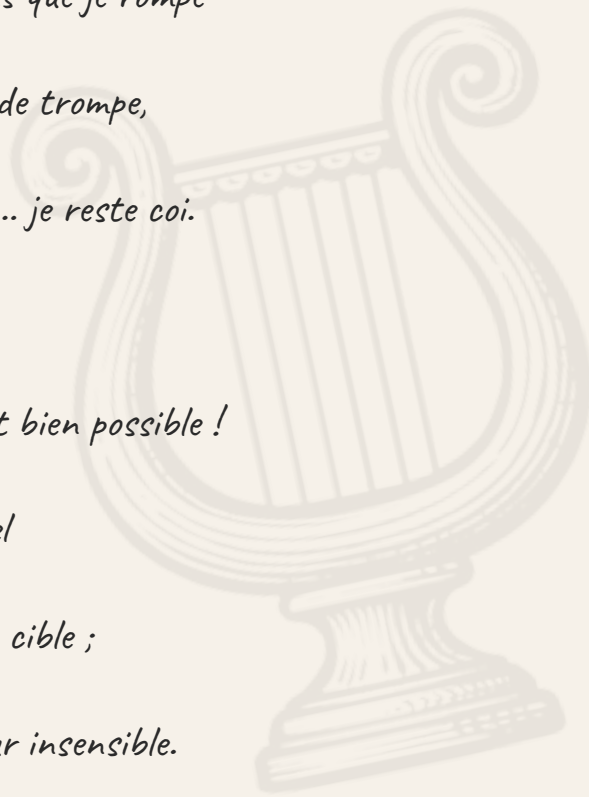 que je rompe
de trompe,
.. je reste coi.
bien possible !
cible ;
insensible.